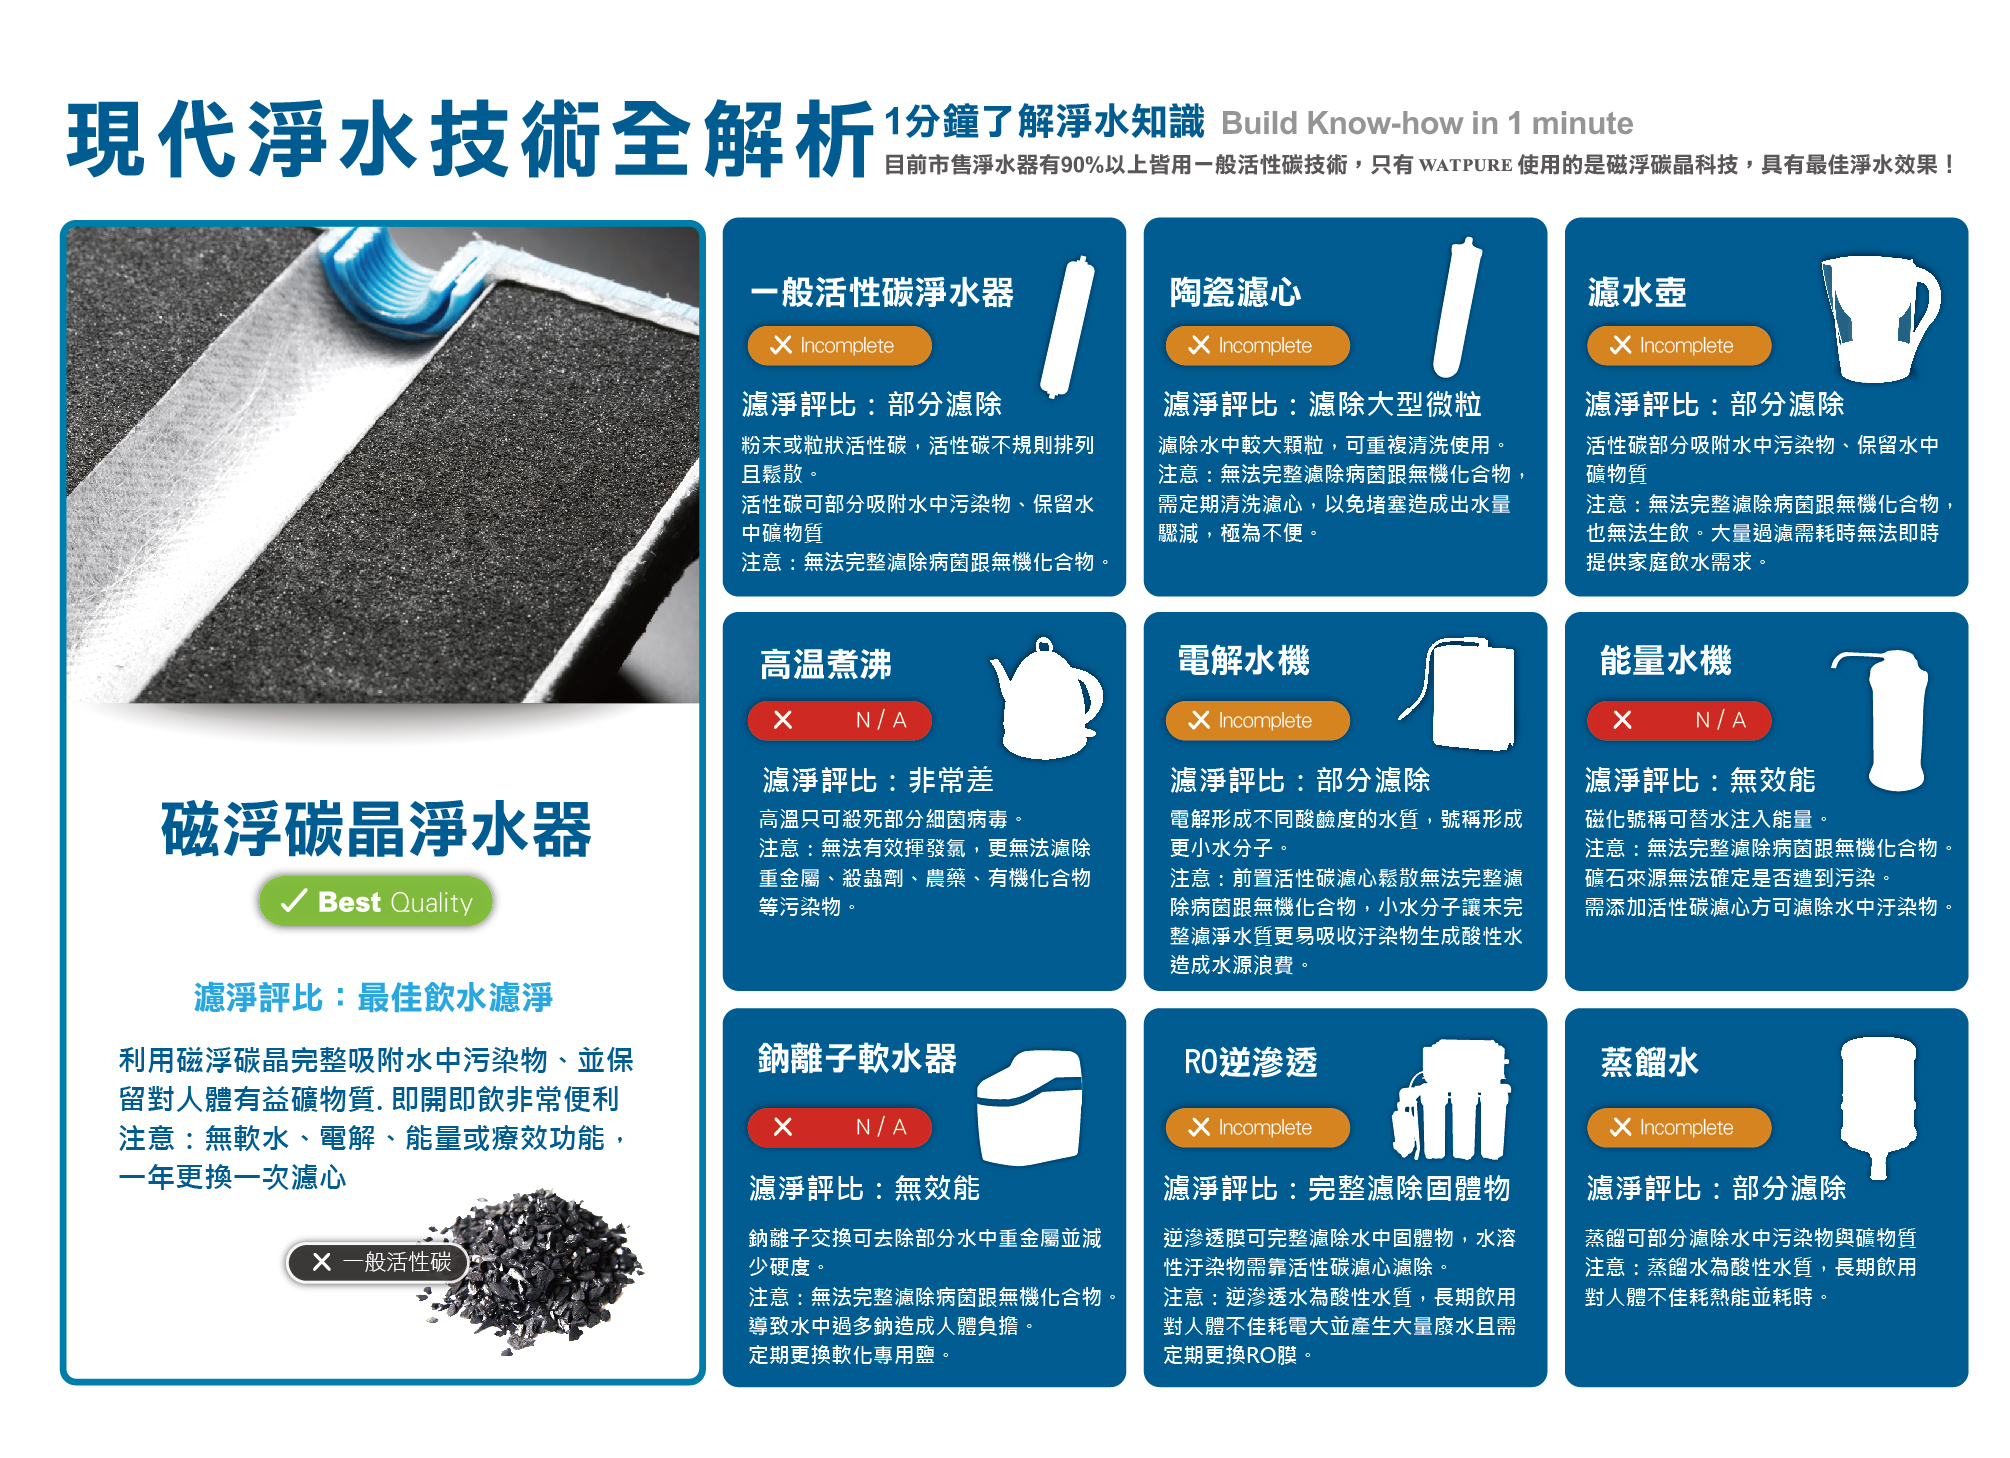 現代淨水技術全解析
1分鐘了解淨水知識 Build Know-how in 1 minute
目前市售淨水器有90%以上皆用一般活性碳技術，只有 WATPURE 使用的是磁浮碳晶科技，具有最佳淨水效果！
磁浮碳晶淨水器
Best Quality
濾淨評比：最佳飲水濾淨
利用磁浮碳晶完整吸附水中污染物、並保
留對人體有益礦物質. 即開即飲非常便利
注意：無軟水、電解、能量或療效功能，
一年更換一次濾心
一般活性碳
一般活性碳淨水器
Incomplete
濾淨評比：部分濾除
粉末或粒狀活性碳，活性碳不規則排列
且鬆散。
活性碳可部分吸附水中污染物、保留水
中礦物質
注意：無法完整濾除病菌跟無機化合物。
陶瓷濾心
Incomplete
濾淨評比：濾除大型微粒
濾除水中較大顆粒，可重複清洗使用。
注意：無法完整濾除病菌跟無機化合物，
需定期清洗濾心，以免堵塞造成出水量
驟減，極為不便。
濾水壺
Incomplete
濾淨評比：部分濾除
活性碳部分吸附水中污染物、保留水中
礦物質
注意：無法完整濾除病菌跟無機化合物，
也無法生飲。大量過濾需耗時無法即時
提供家庭飲水需求。
高溫煮沸
N / A
濾淨評比：非常差
高溫只可殺死部分細菌病毒。
注意：無法有效揮發氯，更無法濾除
重金屬、殺蟲劑、農藥、有機化合物
等污染物。
電解水機
Incomplete
濾淨評比：部分濾除
電解形成不同酸鹼度的水質，號稱形成
更小水分子。
注意：前置活性碳濾心鬆散無法完整濾
除病菌跟無機化合物，小水分子讓未完
整濾淨水質更易吸收汙染物生成酸性水
造成水源浪費。
能量水機
N / A
濾淨評比：無效能
磁化號稱可替水注入能量。
注意：無法完整濾除病菌跟無機化合物。
礦石來源無法確定是否遭到污染。
需添加活性碳濾心方可濾除水中汙染物。
鈉離子軟水器
N / A
濾淨評比：無效能
鈉離子交換可去除部分水中重金屬並減
少硬度。
注意：無法完整濾除病菌跟無機化合物。
導致水中過多鈉造成人體負擔。
定期更換軟化專用鹽。
RO逆滲透
Incomplete
濾淨評比：完整濾除固體物
逆滲透膜可完整濾除水中固體物，水溶
性汙染物需靠活性碳濾心濾除。
注意：逆滲透水為酸性水質，長期飲用
對人體不佳耗電大並產生大量廢水且需
定期更換RO膜。
蒸餾水
Incomplete
濾淨評比：部分濾除
蒸餾可部分濾除水中污染物與礦物質
注意：蒸餾水為酸性水質，長期飲用
對人體不佳耗熱能並耗時。